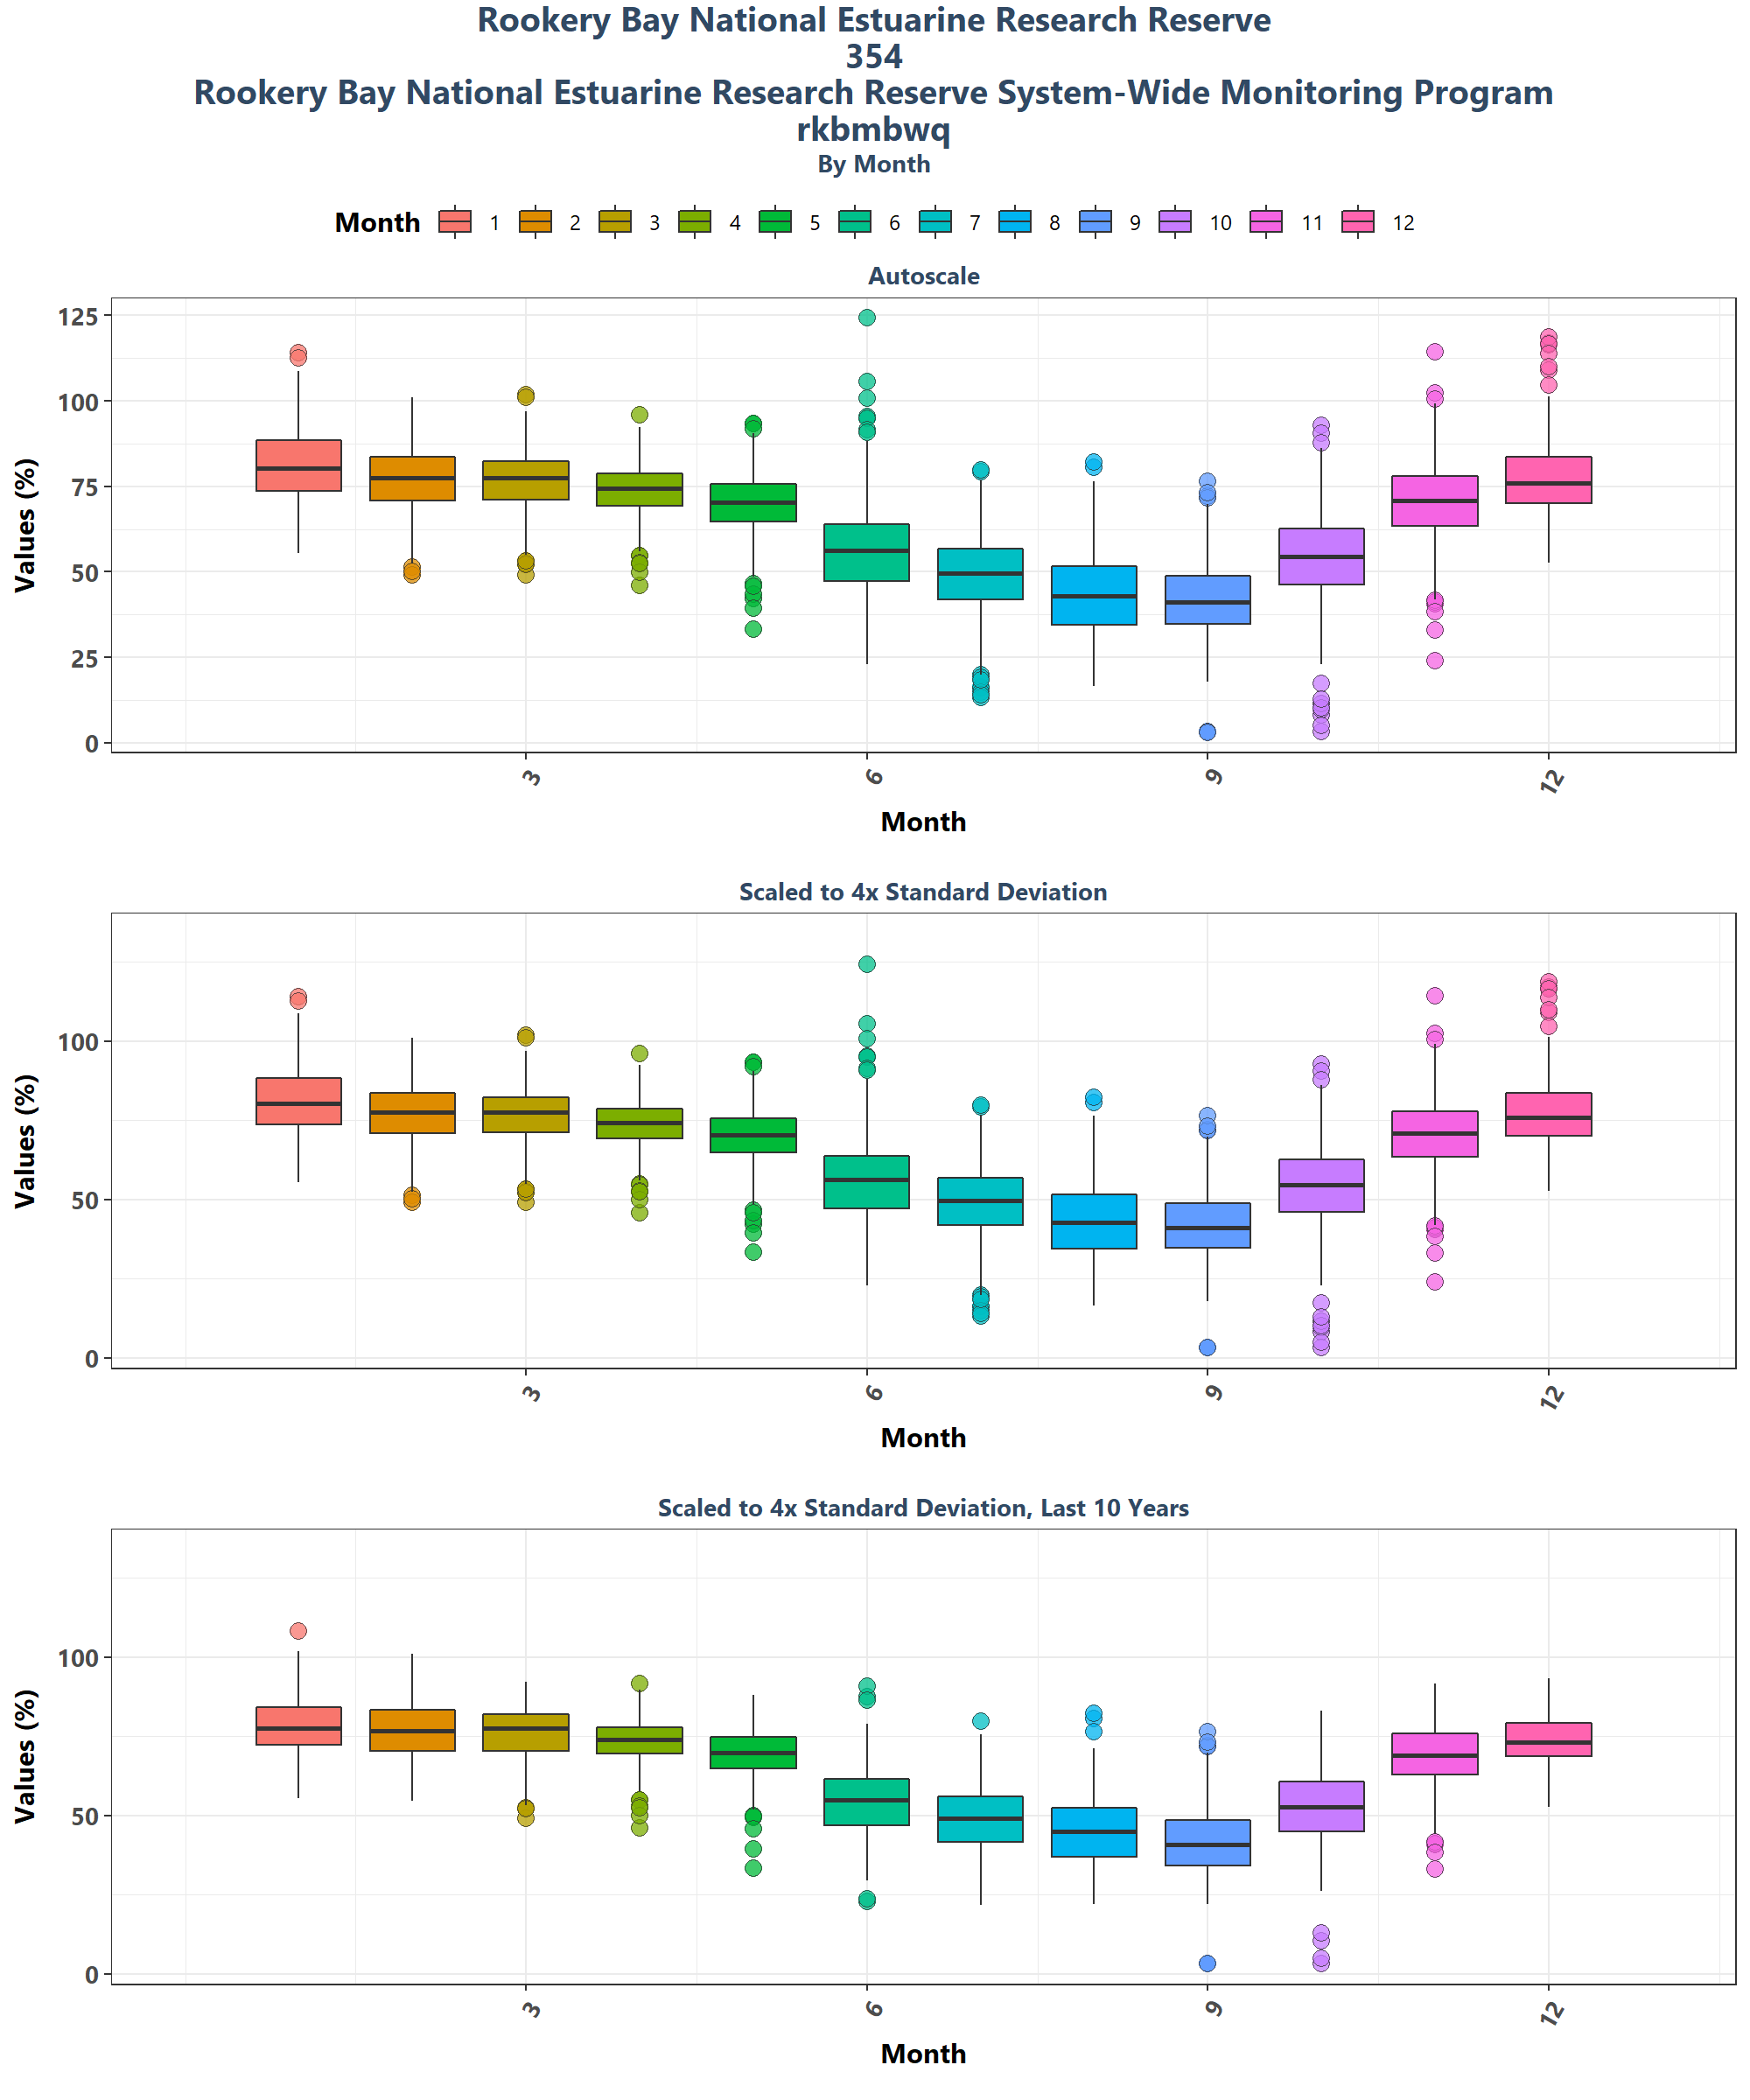 Rookery Bay National Estuarine Research Reserve
354
Rookery Bay National Estuarine Research Reserve System-Wide Monitoring Program
rkbmbwq
By Month
Month 1 2 3 4 5 6 7 8 9 10 11 12
Autoscale
Values (%)
125
100
75
50
25
0
3 6 9 12
Month
Scaled to 4x Standard Deviation
Values (%)
100
50
0
3 6 9 12
Month
Scaled to 4x Standard Deviation, Last 10 Years
Values (%)
100
50
0
3 6 9 12
Month